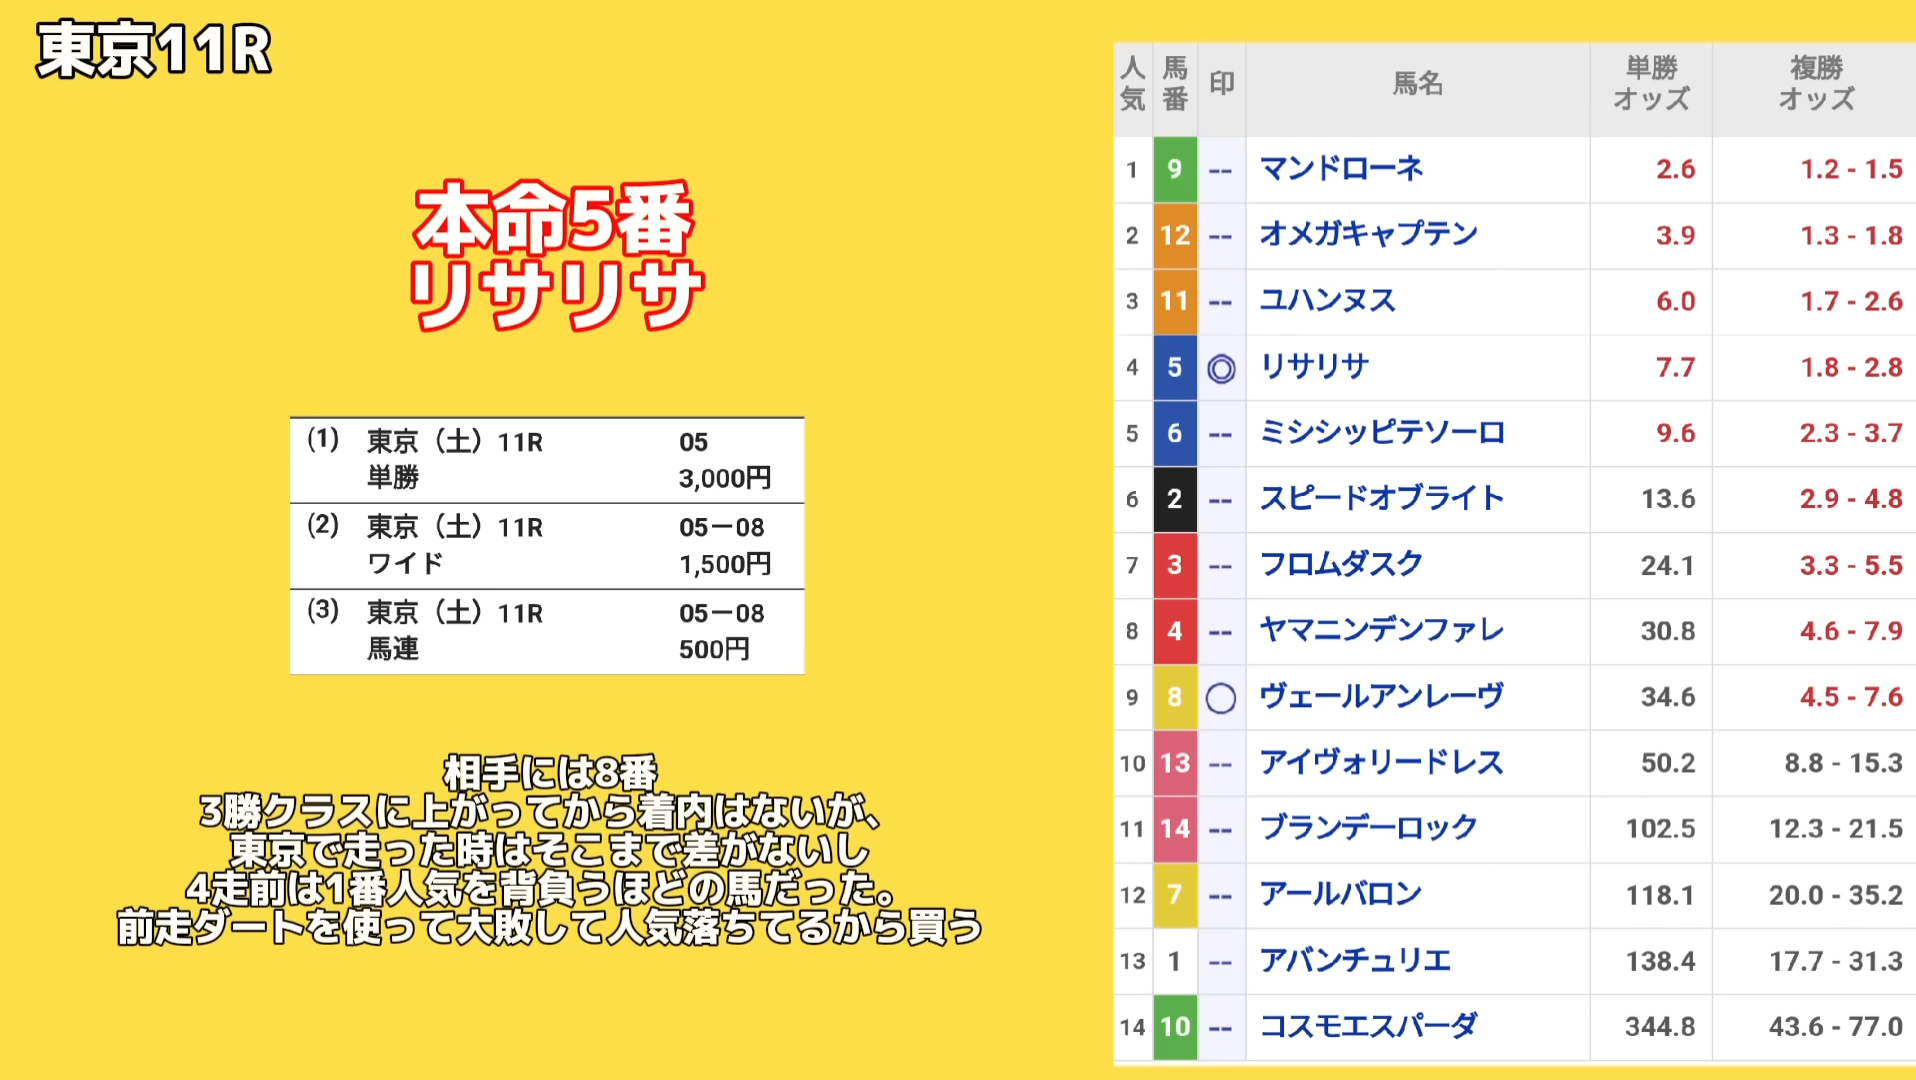 東京11R
本命5番
リサリサ
(1) 東京（土）11R 05
単勝 3,000円
(2) 東京（土）11R 05ー08
ワイド 1,500円
(3) 東京（土）11R 05ー08
馬連 500円
相手には8番
3勝クラスに上がってから着内はないが、
東京で走った時はそこまで差がないし
4走前は1番人気を背負うほどの馬だった。
前走ダートを使って大敗して人気落ちてるから買う
人気 馬番 印 馬名 単勝オッズ 複勝オッズ
1 9 -- マンドローネ 2.6 1.2 - 1.5
2 12 -- オメガキャプテン 3.9 1.3 - 1.8
3 11 -- ユハンヌス 6.0 1.7 - 2.6
4 5 ◎ リサリサ 7.7 1.8 - 2.8
5 6 -- ミシシッピテソーロ 9.6 2.3 - 3.7
6 2 -- スピードオブライト 13.6 2.9 - 4.8
7 3 -- フロムダスク 24.1 3.3 - 5.5
8 4 -- ヤマニンデンファレ 30.8 4.6 - 7.9
9 8 ○ ヴェールアンレーヴ 34.6 4.5 - 7.6
10 13 -- アイヴォリードレス 50.2 8.8 - 15.3
11 14 -- ブランデーロック 102.5 12.3 - 21.5
12 7 -- アールバロン 118.1 20.0 - 35.2
13 1 -- アバンチュリエ 138.4 17.7 - 31.3
14 10 -- コスモエスパーダ 344.8 43.6 - 77.0